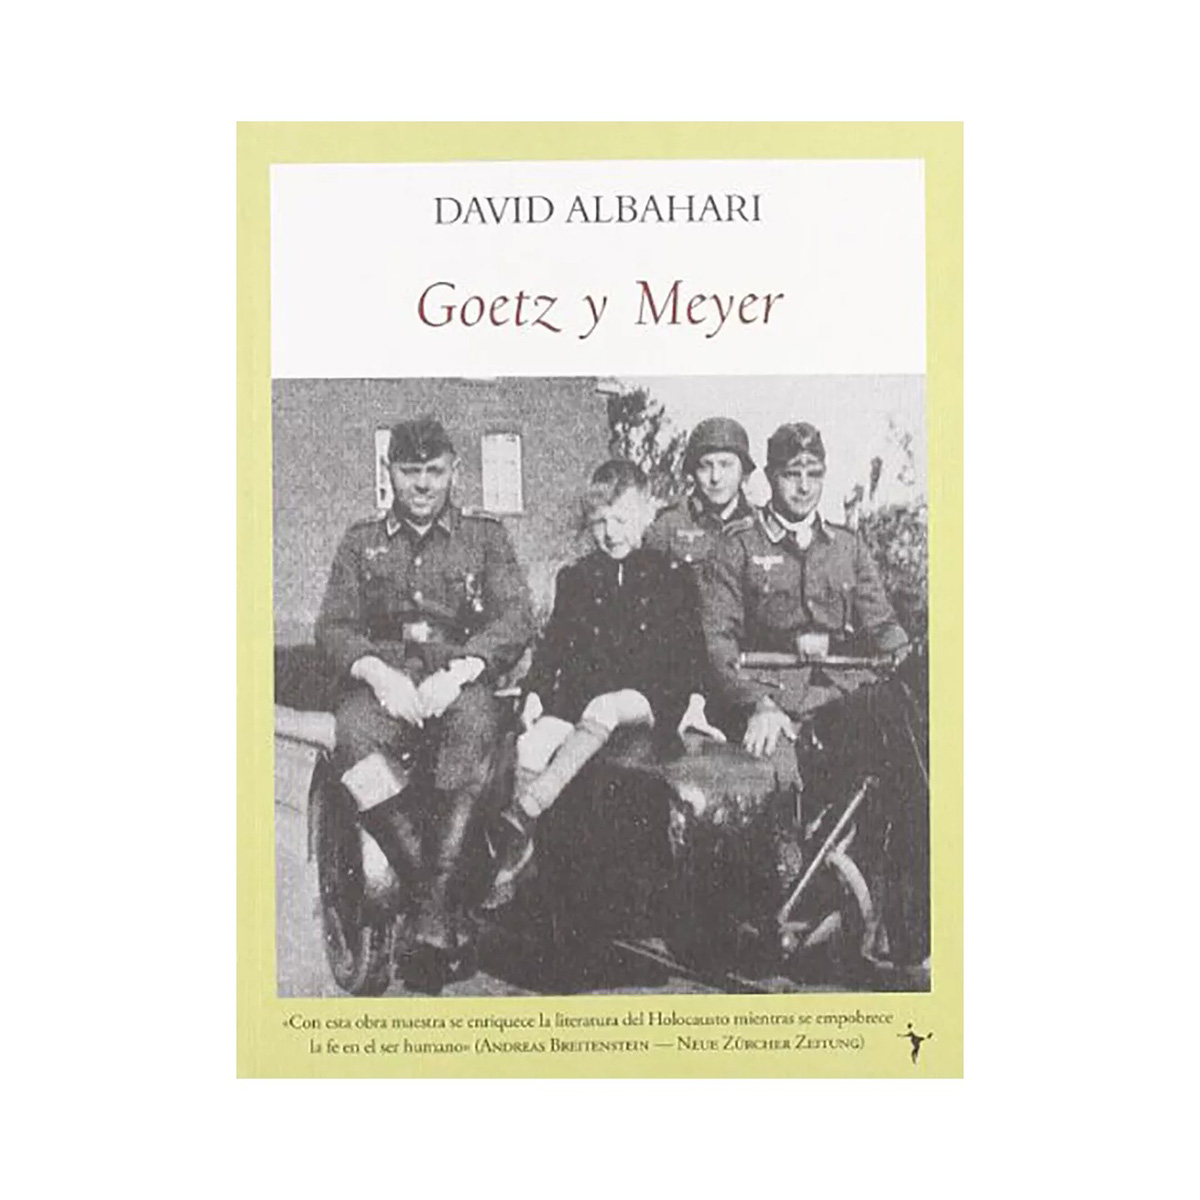 DAVID ALBAHARI
Goetz y Meyer
«Con esta obra maestra se enriquece la literatura del Holocausto mientras se empobrece
la fe en el ser humano» (ANDREAS BREITENSTEIN — NEUE ZÜRCHER ZEITUNG)